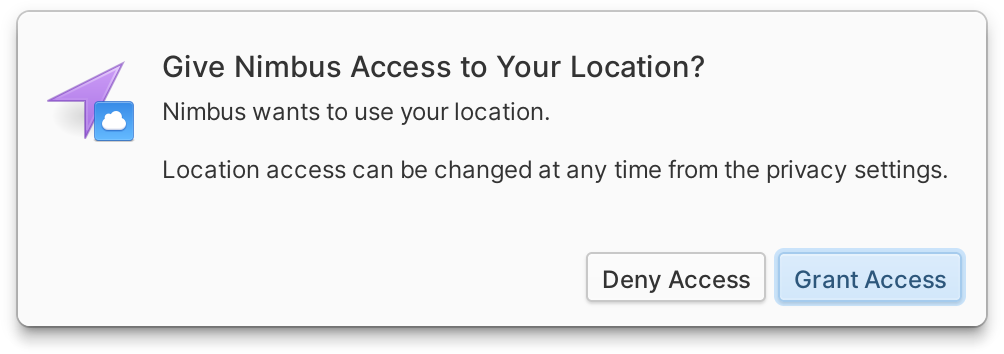 Give Nimbus Access to Your Location?
Nimbus wants to use your location.
Location access can be changed at any time from the privacy settings.
Deny Access
Grant Access